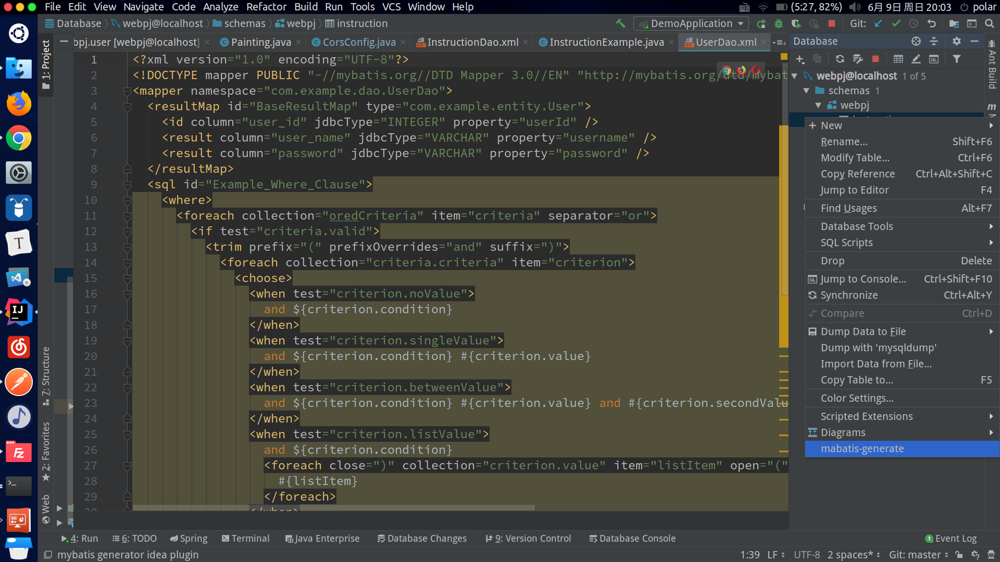 File Edit View Navigate Code Analyze Refactor Build Run Tools VCS Window Help
(5:27, 82%) 6月 9日 周日 20:03 polar
Database webpj@localhost schemas webpj instruction
DemoApplication Git:
bpj.user [webpj@localhost] Painting.java CorsConfig.java InstructionDao.xml InstructionExample.java UserDao.xml
1: Project
7: Structure
2: Favorites
Web
1 <?xml version="1.0" encoding="UTF-8"?>
2 <!DOCTYPE mapper PUBLIC "-//mybatis.org//DTD Mapper 3.0//EN" "http://mybatis.org/dtd/mybat
3 <mapper namespace="com.example.dao.UserDao">
4 <resultMap id="BaseResultMap" type="com.example.entity.User">
5 <id column="user_id" jdbcType="INTEGER" property="userId" />
6 <result column="user_name" jdbcType="VARCHAR" property="username" />
7 <result column="password" jdbcType="VARCHAR" property="password" />
8 </resultMap>
9 <sql id="Example_Where_Clause">
10 <where>
11 <foreach collection="oredCriteria" item="criteria" separator="or">
12 <if test="criteria.valid">
13 <trim prefix="(" prefixOverrides="and" suffix=")">
14 <foreach collection="criteria.criteria" item="criterion">
15 <choose>
16 <when test="criterion.noValue">
17 and ${criterion.condition}
18 </when>
19 <when test="criterion.singleValue">
20 and ${criterion.condition} #{criterion.value}
21 </when>
22 <when test="criterion.betweenValue">
23 and ${criterion.condition} #{criterion.value} and #{criterion.secondValu
24 </when>
25 <when test="criterion.listValue">
26 and ${criterion.condition}
27 <foreach close=")" collection="criterion.value" item="listItem" open="("
28 #{listItem}
29 </foreach>
Database
webpj@localhost 1 of 5
schemas 1
webpj
New
Rename... Shift+F6
Modify Table... Ctrl+F6
Copy Reference Ctrl+Alt+Shift+C
Jump to Editor F4
Find Usages Alt+F7
Database Tools
SQL Scripts
Drop Delete
QL Jump to Console... Ctrl+Shift+F10
Synchronize Ctrl+Alt+Y
Compare Ctrl+D
Dump Data to File
Dump with 'mysqldump'
Import Data from File...
Copy Table to... F5
Color Settings...
Scripted Extensions
Diagrams
mabatis-generate
Ant Build
m
4: Run 6: TODO Spring Terminal Java Enterprise Database Changes 9: Version Control Database Console 1 Event Log
mybatis generator idea plugin 1:39 LF UTF-8 2 spaces* Git: master